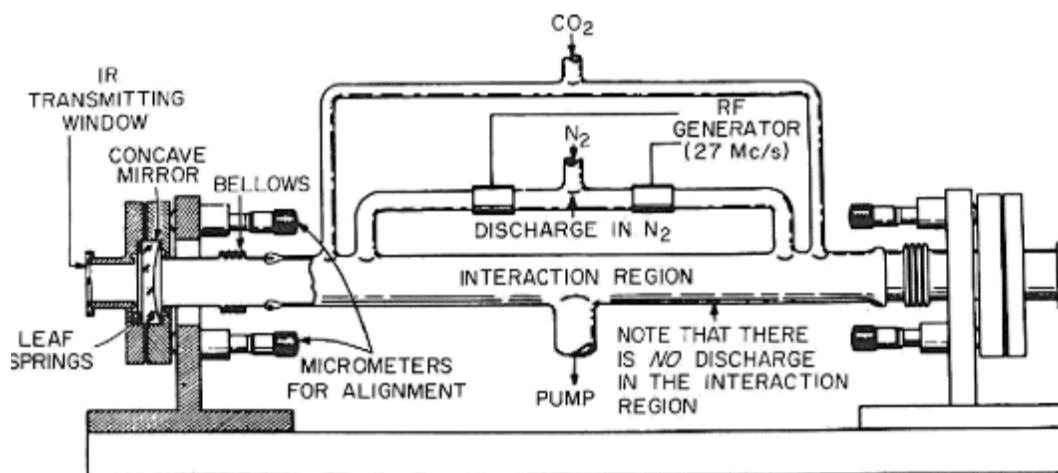 CO2
IR
TRANSMITTING
WINDOW
CONCAVE
MIRROR
BELLOWS
N2
RF
GENERATOR
(27 Mc/s)
DISCHARGE IN N2
INTERACTION REGION
LEAF
SPRINGS
MICROMETERS
FOR ALIGNMENT
PUMP
NOTE THAT THERE
IS NO DISCHARGE
IN THE INTERACTION
REGION